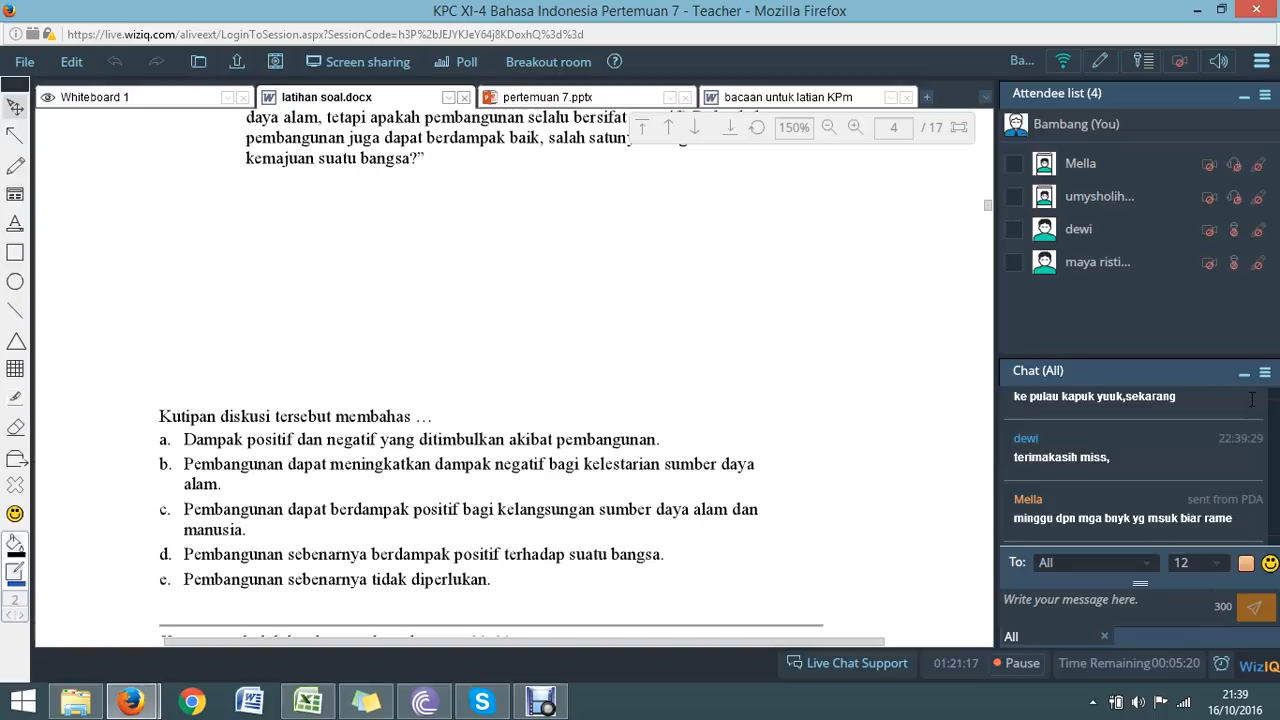 KPC XI-4 Bahasa Indonesia Pertemuan 7 - Teacher - Mozilla Firefox
https://live.wiziq.com/aliveext/LoginToSession.aspx?SessionCode=h3P%2bJEJYKJeY64j8KDoxhQ%3d%3d
File Edit Screen sharing Poll Breakout room Ba...
Whiteboard 1 latihan soal.docx pertemuan 7.pptx bacaan untuk latian KPm
150% 4 / 17
daya alam, tetapi apakah pembangunan selalu bersifat
pembangunan juga dapat berdampak baik, salah
kemajuan suatu bangsa?”
Kutipan diskusi tersebut membahas …
a. Dampak positif dan negatif yang ditimbulkan akibat pembangunan.
b. Pembangunan dapat meningkatkan dampak negatif bagi kelestarian sumber daya
alam.
c. Pembangunan dapat berdampak positif bagi kelangsungan sumber daya alam dan
manusia.
d. Pembangunan sebenarnya berdampak positif terhadap suatu bangsa.
e. Pembangunan sebenarnya tidak diperlukan.
2
Attendee list (4)
Bambang (You)
Mella
umysholih...
dewi
maya risti...
Chat (All)
ke pulau kapuk yuuk,sekarang
dewi 22:39:29
terimakasih miss,
Mella sent from PDA
minggu dpn mga bnyk yg msuk biar rame
To: All 12
Write your message here. 300
All
Live Chat Support 01:21:17 Pause Time Remaining 00:05:20 WizIQ
21:39
16/10/2016